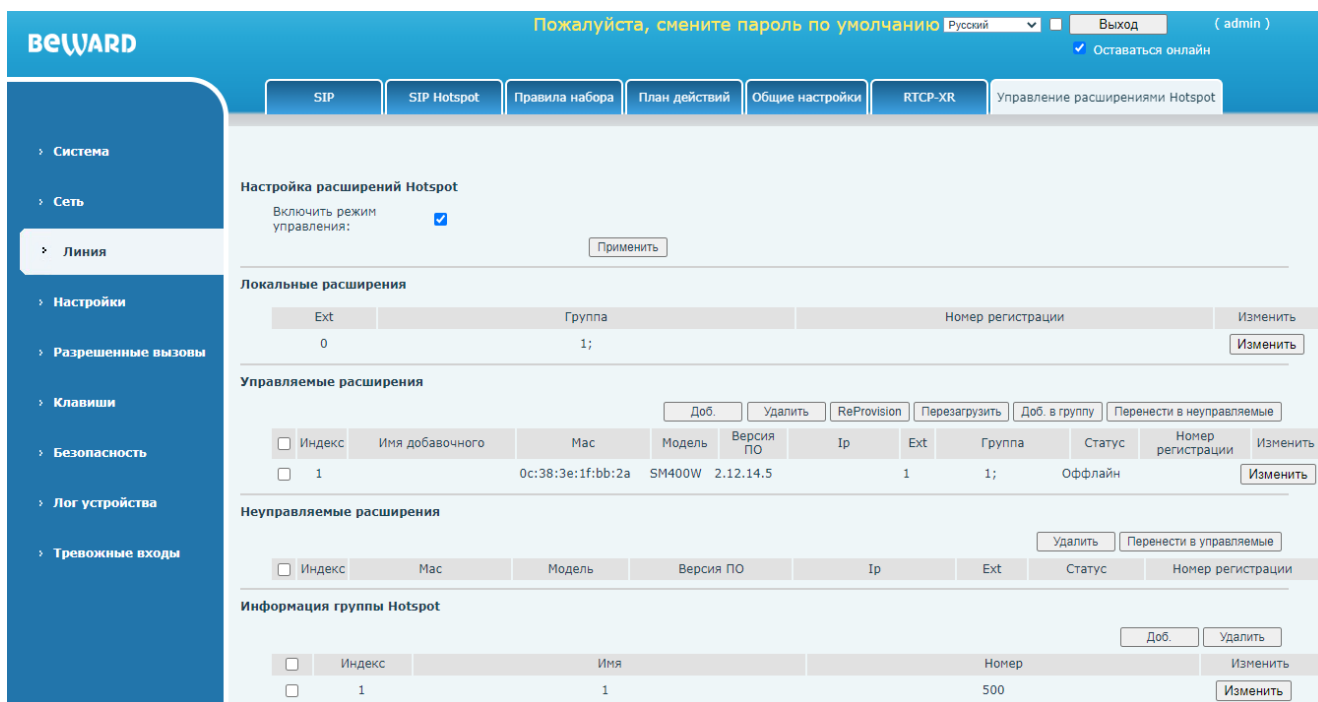 BEWARD
Пожалуйста, смените пароль по умолчанию Русский Выход ( admin )
Оставаться онлайн
SIP SIP Hotspot Правила набора План действий Общие настройки RTCP-XR Управление расширениями Hotspot
› Система
› Сеть
› Линия
› Настройки
› Разрешенные вызовы
› Клавиши
› Безопасность
› Лог устройства
› Тревожные входы
Настройка расширений Hotspot
Включить режим
управления:
Применить
Локальные расширения
Ext Группа Номер регистрации Изменить
0 1; Изменить
Управляемые расширения
Доб. Удалить ReProvision Перезагрузить Доб. в группу Перенести в неуправляемые
Индекс Имя добавочного Mac Модель Версия ПО Ip Ext Группа Статус Номер регистрации Изменить
1 0c:38:3e:1f:bb:2a SM400W 2.12.14.5 1 1; Оффлайн Изменить
Неуправляемые расширения
Удалить Перенести в управляемые
Индекс Mac Модель Версия ПО Ip Ext Статус Номер регистрации
Информация группы Hotspot
Доб. Удалить
Индекс Имя Номер Изменить
1 1 500 Изменить